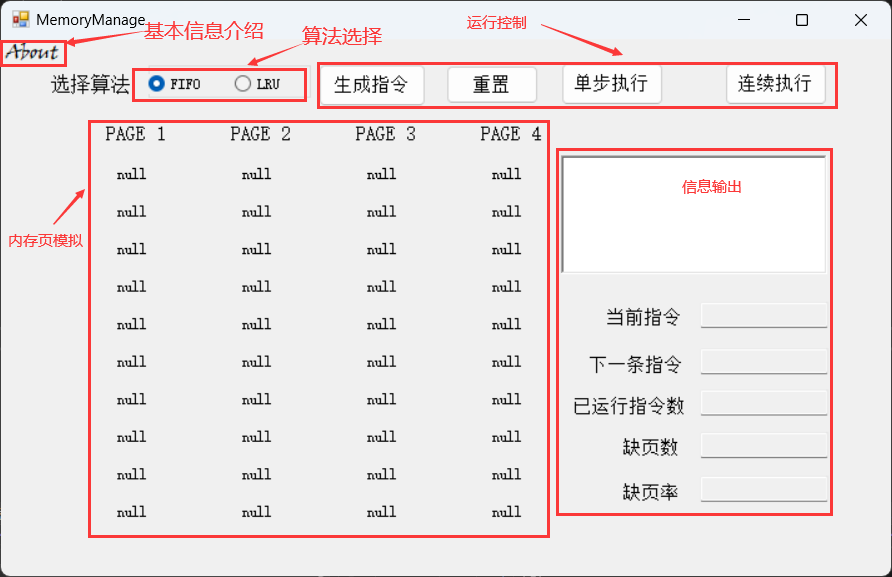 MemoryManage
About
基本信息介绍
算法选择
运行控制
选择算法
FIFO
LRU
生成指令
重置
单步执行
连续执行
PAGE 1 PAGE 2 PAGE 3 PAGE 4
null null null null
null null null null
null null null null
null null null null
null null null null
null null null null
null null null null
null null null null
null null null null
null null null null
内存页模拟
信息输出
当前指令
下一条指令
已运行指令数
缺页数
缺页率